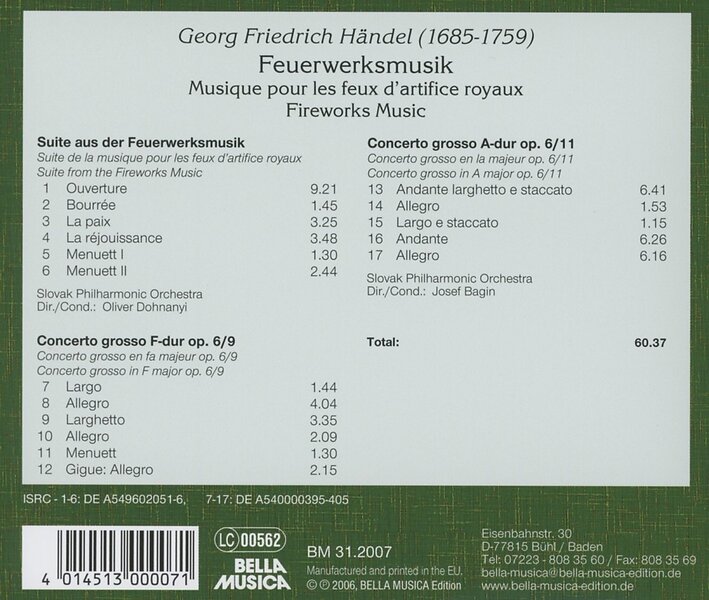 Georg Friedrich Händel (1685-1759)
Feuerwerksmusik
Musique pour les feux d'artifice royaux
Fireworks Music
Suite aus der Feuerwerksmusik
Suite de la musique pour les feux d'artifice royaux
Suite from the Fireworks Music
1 Ouverture 9.21
2 Bourrée 1.45
3 La paix 3.25
4 La réjouissance 3.48
5 Menuett I 1.30
6 Menuett II 2.44
Slovak Philharmonic Orchestra
Dir./Cond.: Oliver Dohnanyi
Concerto grosso F-dur op. 6/9
Concerto grosso en fa majeur op. 6/9
Concerto grosso in F major op. 6/9
7 Largo 1.44
8 Allegro 4.04
9 Larghetto 3.35
10 Allegro 2.09
11 Menuett 1.30
12 Gigue: Allegro 2.15
Concerto grosso A-dur op. 6/11
Concerto grosso en la majeur op. 6/11
Concerto grosso in A major op. 6/11
13 Andante larghetto e staccato 6.41
14 Allegro 1.53
15 Largo e staccato 1.15
16 Andante 6.26
17 Allegro 6.16
Slovak Philharmonic Orchestra
Dir./Cond.: Josef Bagin
Total: 60.37
ISRC - 1-6: DE A549602051-6, 7-17: DE A540000395-405
4 014513 000071
LC 00562
BELLA
MUSICA
BM 31.2007
Manufactured and printed in the EU.
© ℗ 2006, BELLA MUSICA Edition
Eisenbahnstr. 30
D-77815 Bühl / Baden
Tel: 07223 - 808 35 60 / Fax: 808 35 69
bella-musica@bella-musica-edition.de
www.bella-musica-edition.de